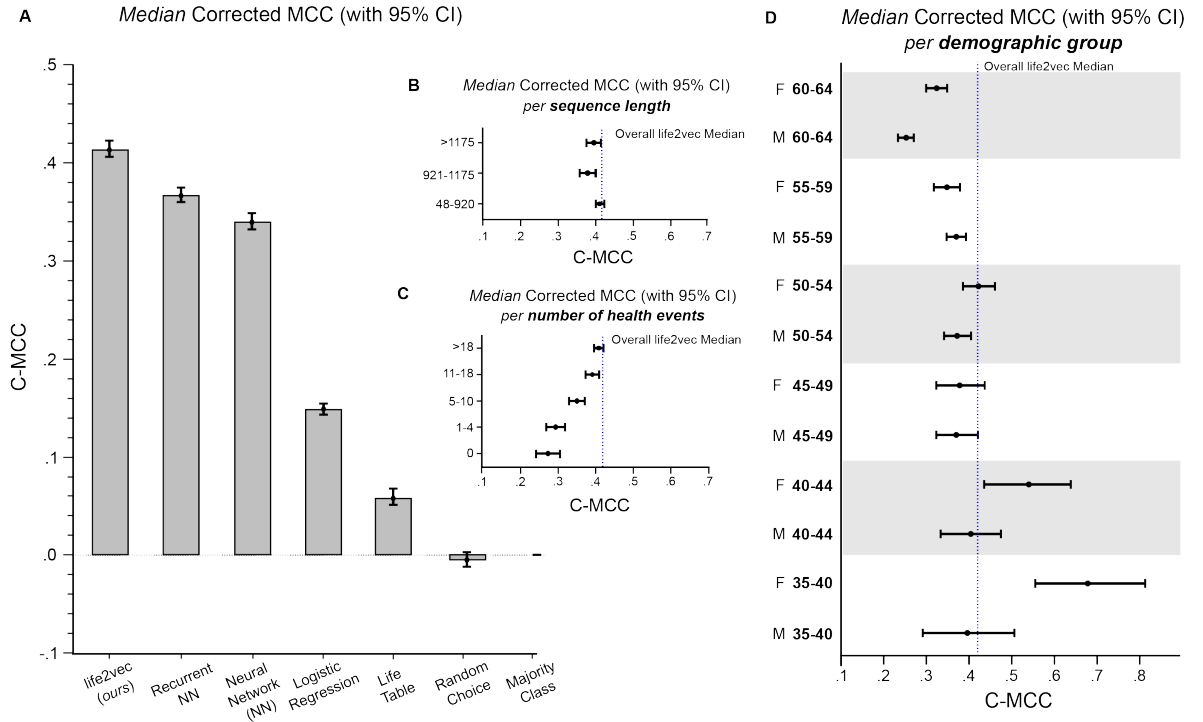 A
Median Corrected MCC (with 95% CI)
C-MCC
.5
.4
.3
.2
.1
.0
-.1
life2vec
(ours)
Recurrent
NN
Neural
Network
(NN)
Logistic
Regression
Life
Table
Random
Choice
Majority
Class
B
Median Corrected MCC (with 95% CI)
per sequence length
Overall life2vec Median
>1175
921-1175
48-920
.1 .2 .3 .4 .5 .6 .7
C-MCC
C
Median Corrected MCC (with 95% CI)
per number of health events
Overall life2vec Median
>18
11-18
5-10
1-4
0
.1 .2 .3 .4 .5 .6 .7
C-MCC
D
Median Corrected MCC (with 95% CI)
per demographic group
Overall life2vec Median
F 60-64
M 60-64
F 55-59
M 55-59
F 50-54
M 50-54
F 45-49
M 45-49
F 40-44
M 40-44
F 35-40
M 35-40
.1 .2 .3 .4 .5 .6 .7 .8
C-MCC